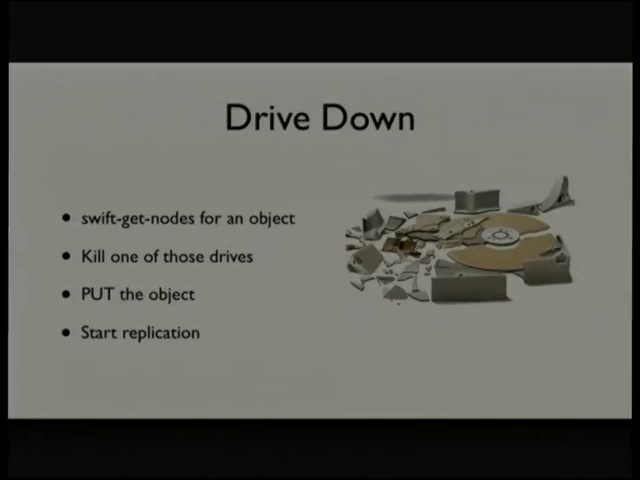 Drive Down
• swift-get-nodes for an object
• Kill one of those drives
• PUT the object
• Start replication